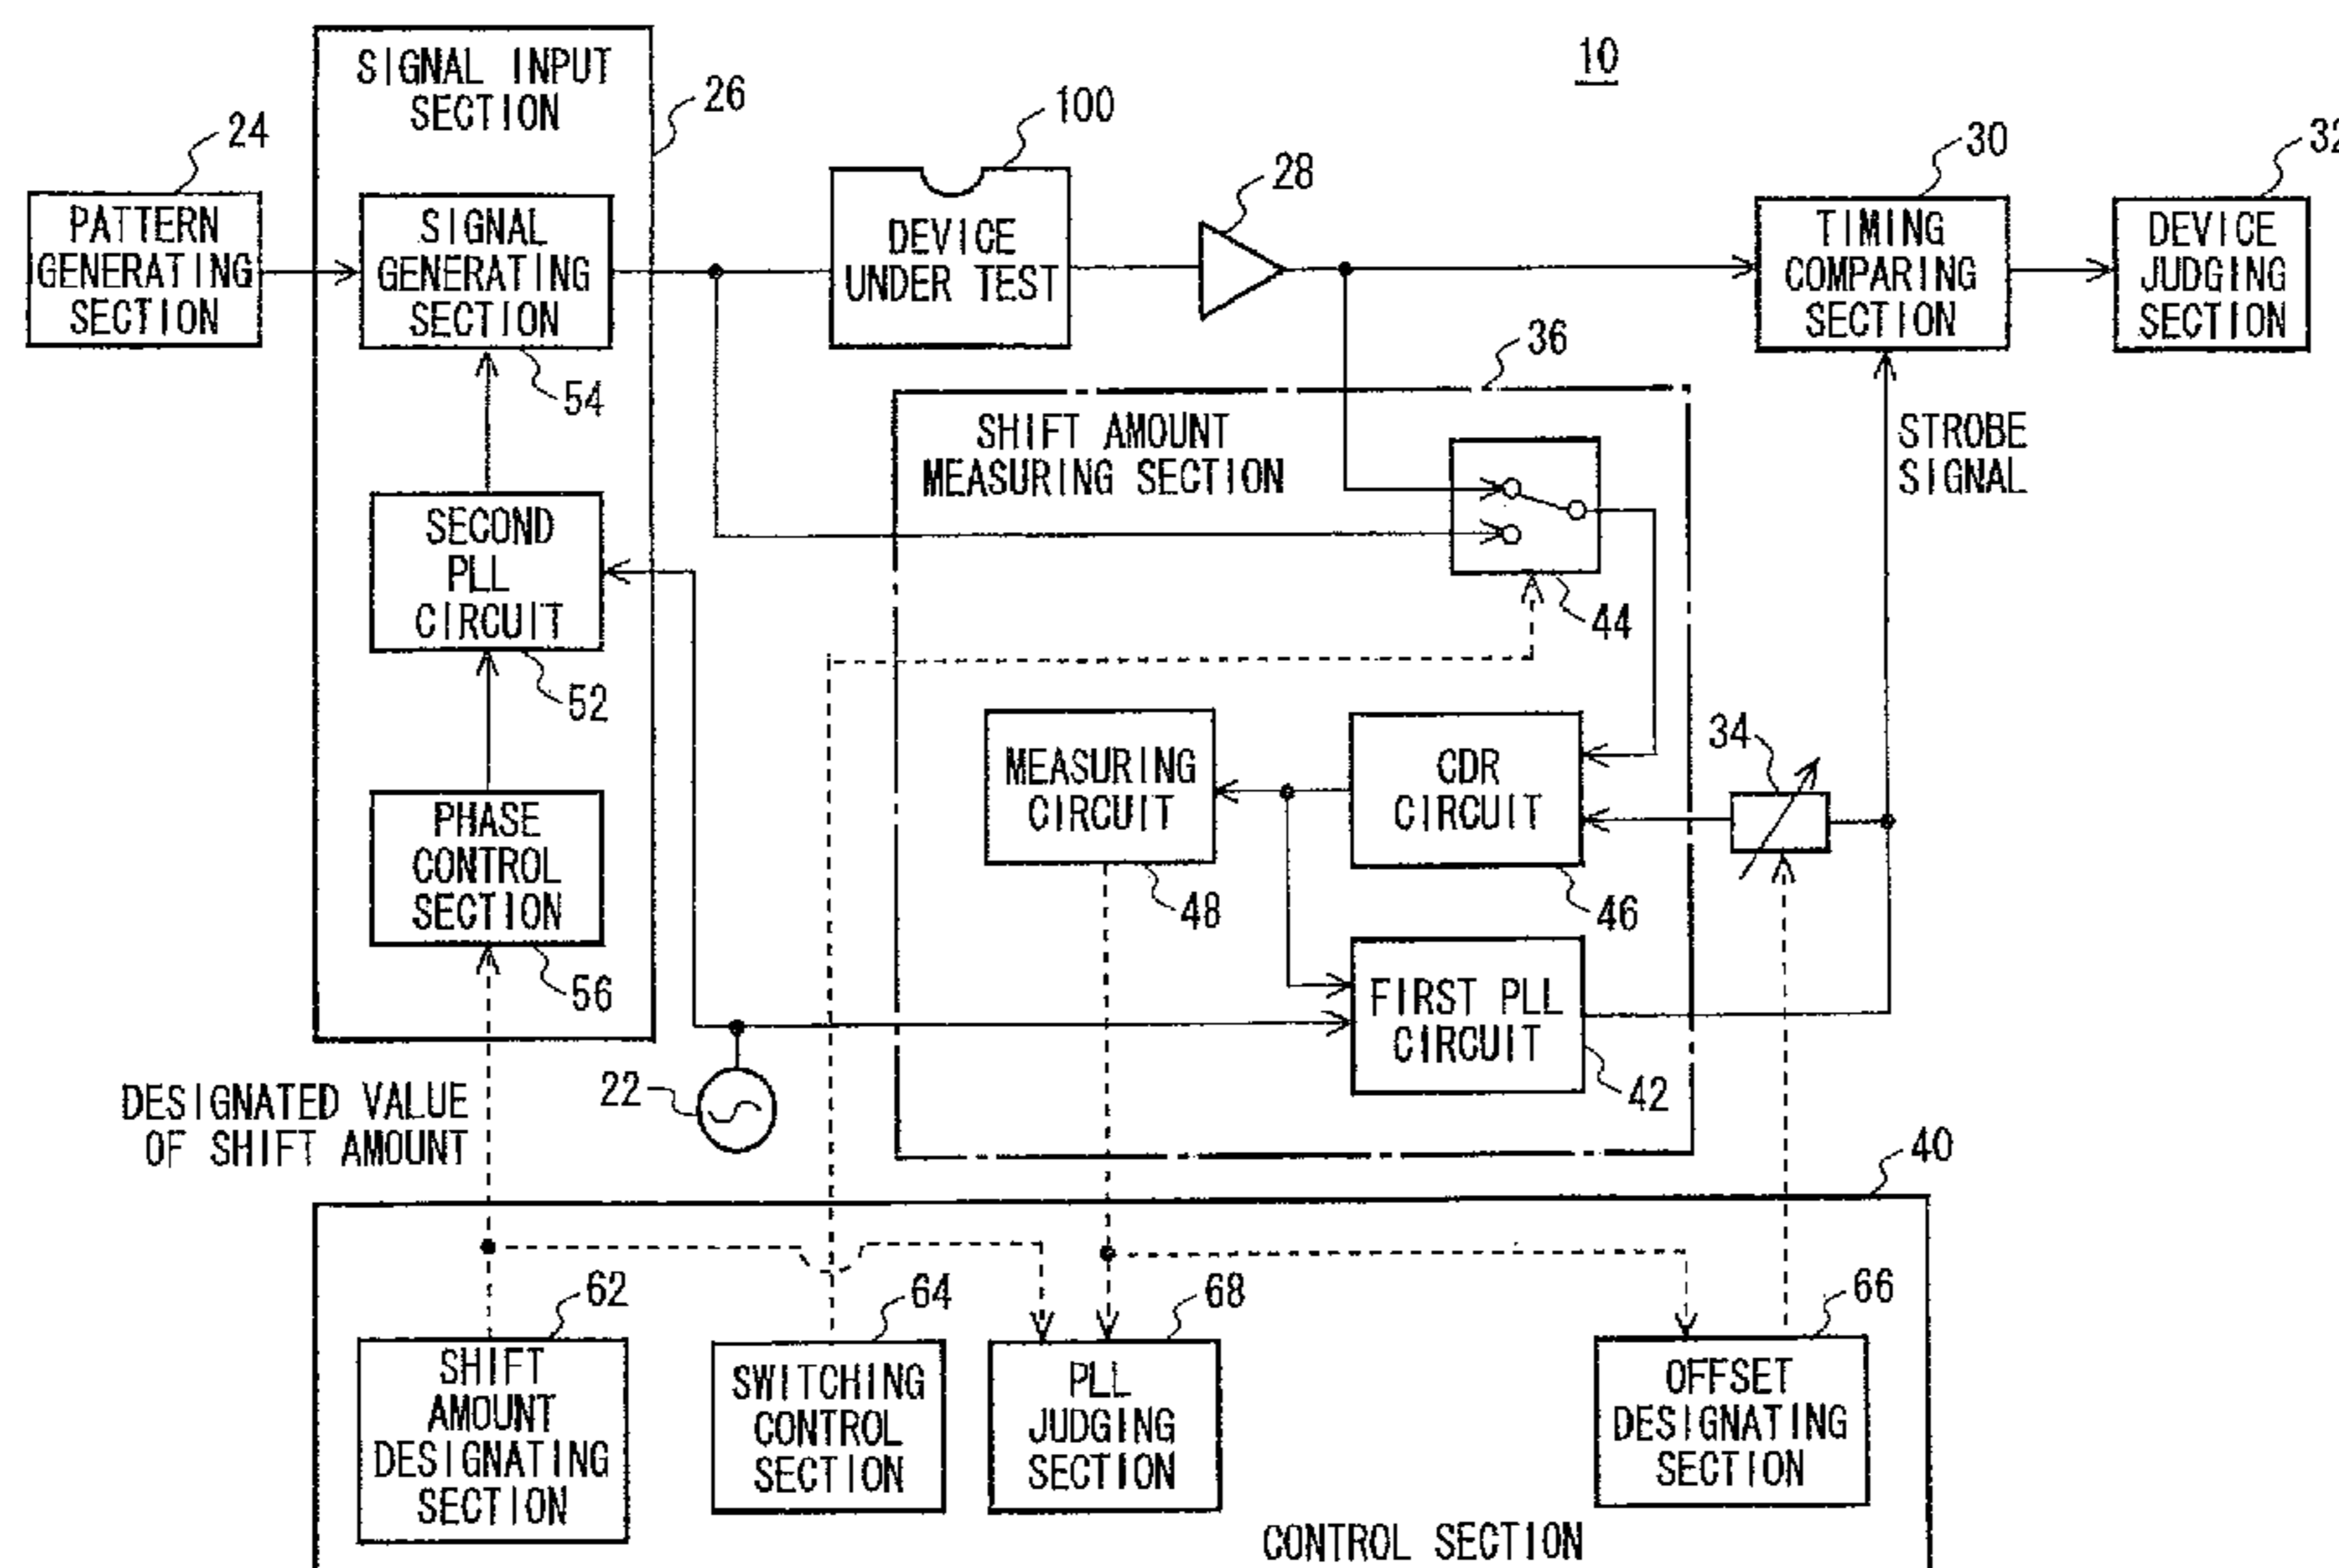 10
SIGNAL INPUT
SECTION
26
24
PATTERN
GENERATING
SECTION
SIGNAL
GENERATING
SECTION
54
100
DEVICE
UNDER TEST
28
30
TIMING
COMPARING
SECTION
32
DEVICE
JUDGING
SECTION
36
SHIFT AMOUNT
MEASURING SECTION
STROBE
SIGNAL
44
SECOND
PLL
CIRCUIT
52
MEASURING
CIRCUIT
48
CDR
CIRCUIT
46
34
PHASE
CONTROL
SECTION
56
FIRST PLL
CIRCUIT
42
22
DESIGNATED VALUE
OF SHIFT AMOUNT
40
62
SHIFT
AMOUNT
DESIGNATING
SECTION
64
SWITCHING
CONTROL
SECTION
68
PLL
JUDGING
SECTION
66
OFFSET
DESIGNATING
SECTION
CONTROL SECTION